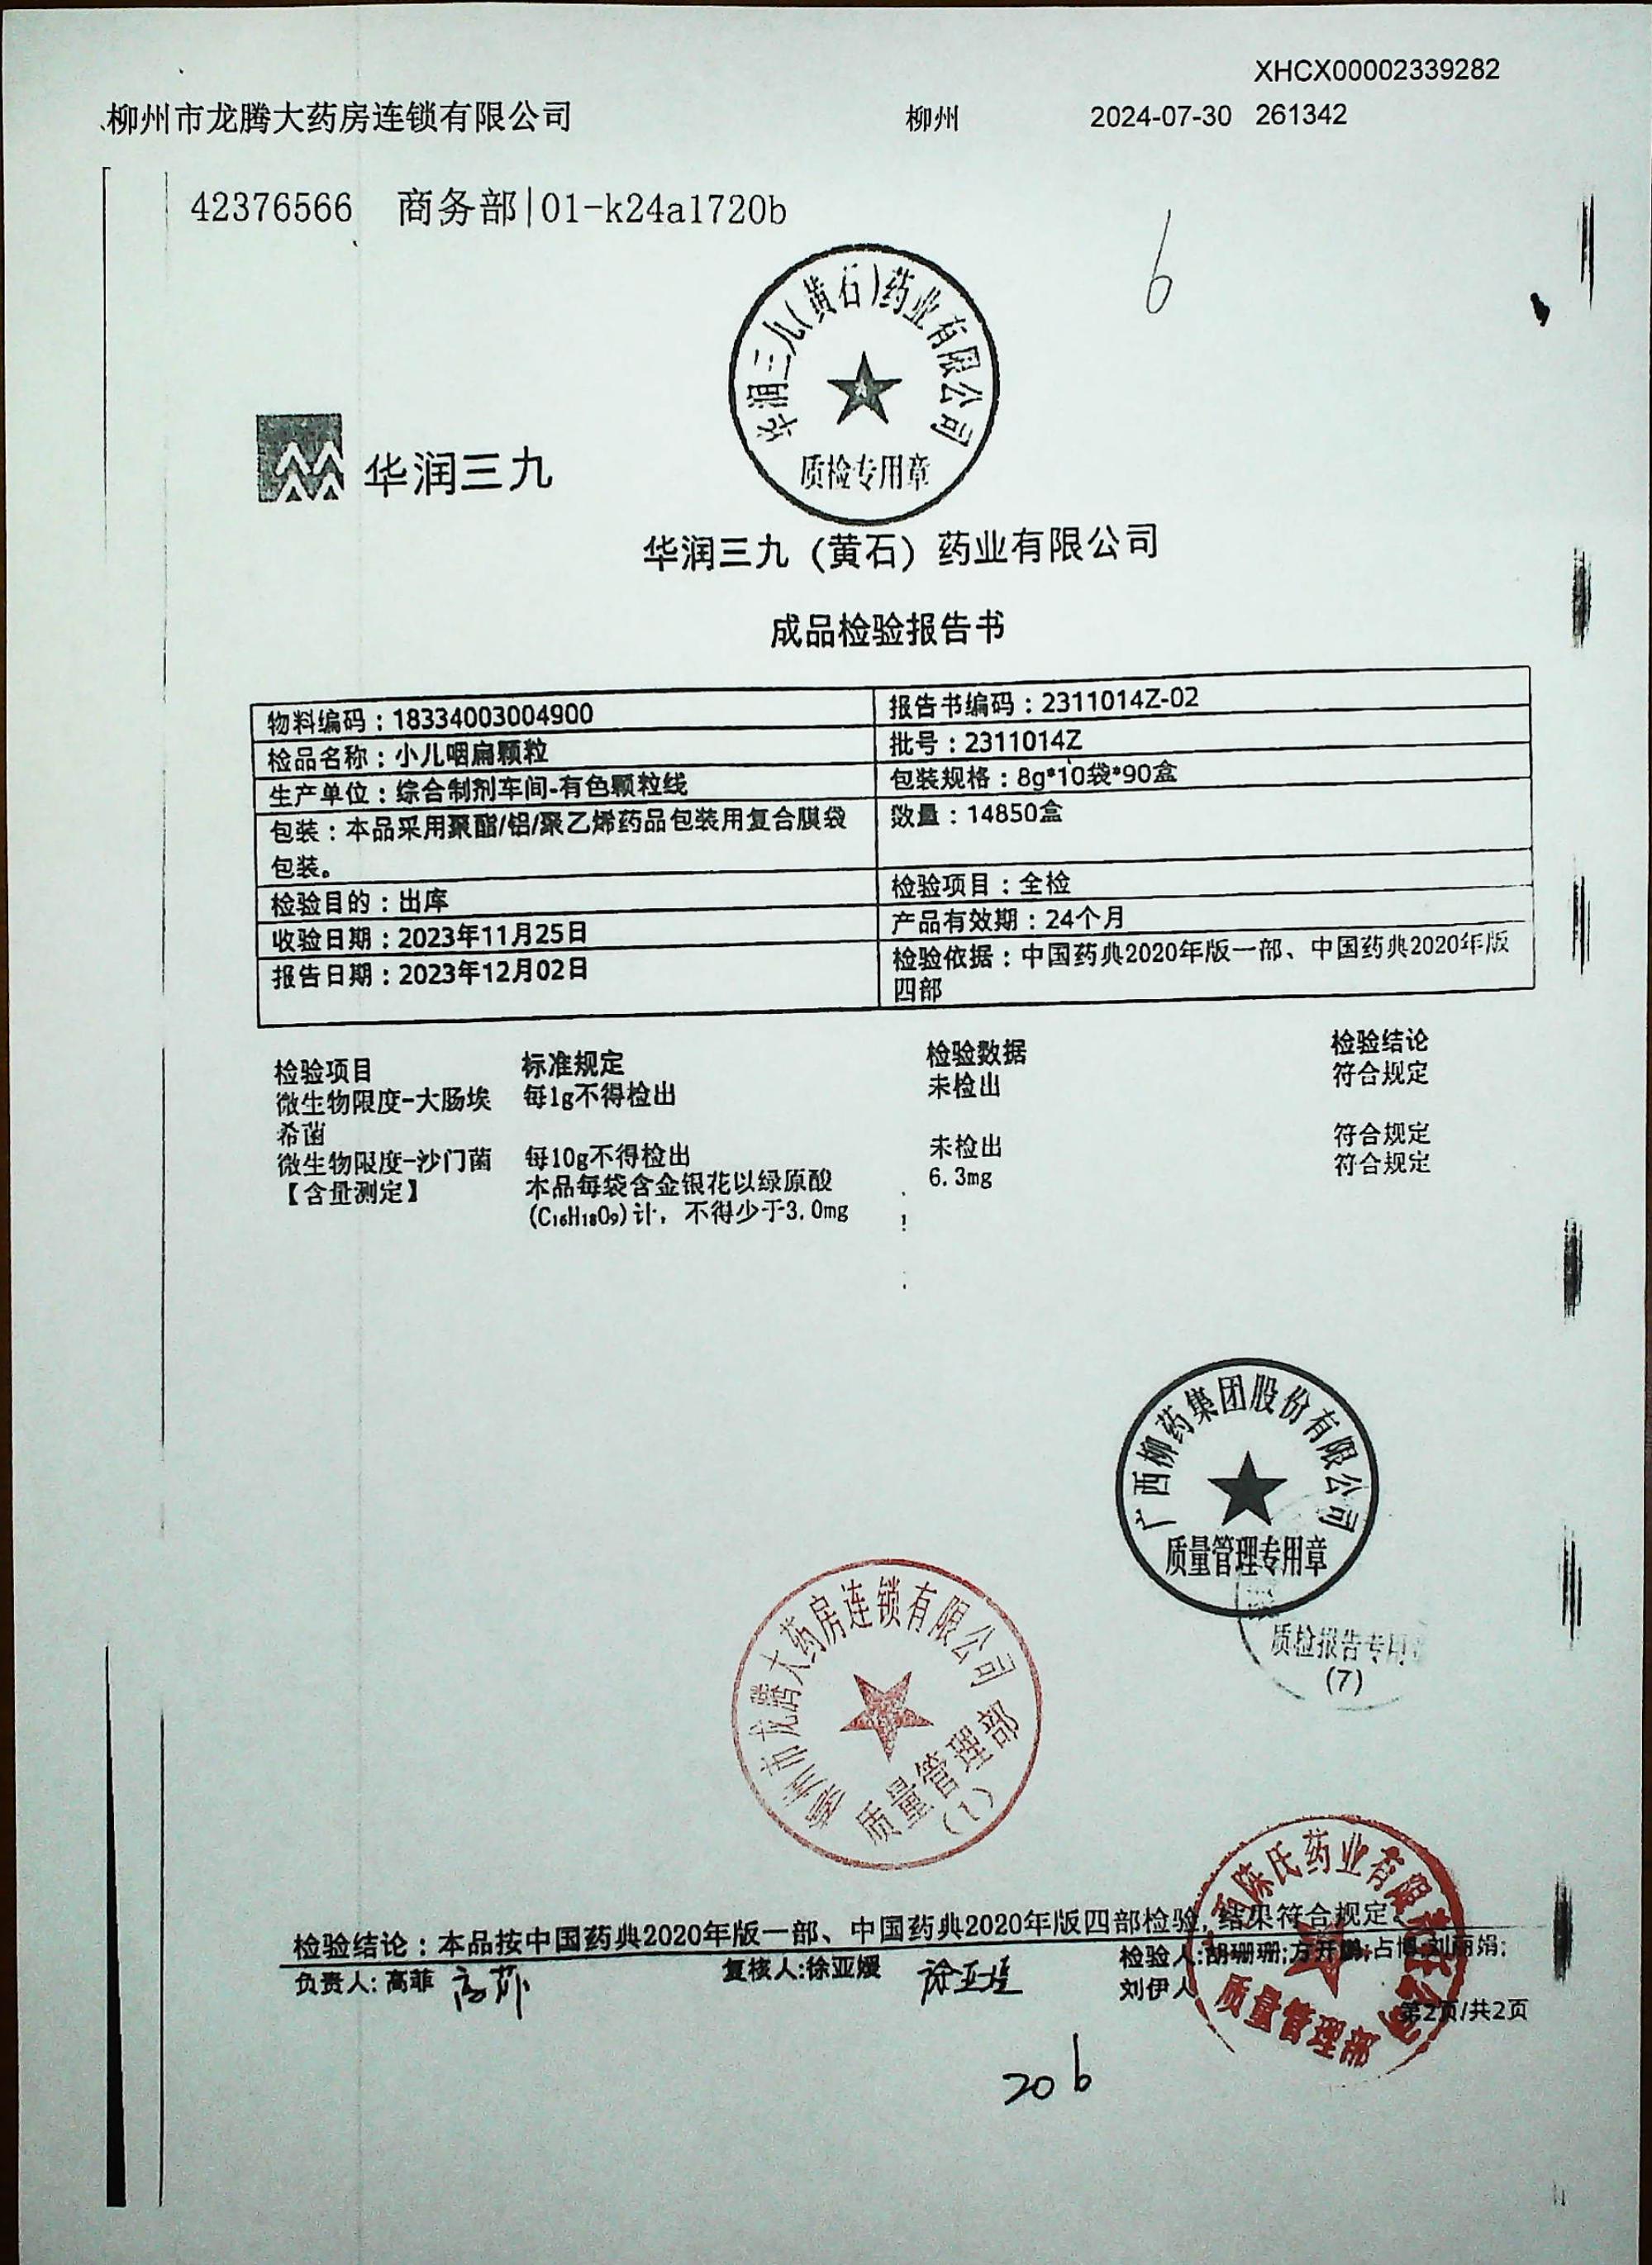 XHCX00002339282
柳州市龙腾大药房连锁有限公司 柳州 2024-07-30 261342
42376566 商务部|01-k24a1720b
6
华润三九(黄石)药业有限公司
质检专用章
华润三九
华润三九（黄石）药业有限公司
成品检验报告书
物料编码：18334003004900 报告书编码：2311014Z-02
检品名称：小儿咽扁颗粒 批号：2311014Z
生产单位：综合制剂车间-有色颗粒线 包装规格：8g*10袋*90盒
包装：本品采用聚酯/铝/聚乙烯药品包装用复合膜袋 数量：14850盒
包装。
检验目的：出库 检验项目：全检
收验日期：2023年11月25日 产品有效期：24个月
报告日期：2023年12月02日 检验依据：中国药典2020年版一部、中国药典2020年版
四部
检验项目 标准规定 检验数据 检验结论
微生物限度-大肠埃 每1g不得检出 未检出 符合规定
希菌
微生物限度-沙门菌 每10g不得检出 未检出 符合规定
【含量测定】 本品每袋含金银花以绿原酸 6.3mg 符合规定
(C₁₆H₁₈O₉)计，不得少于3.0mg
广西柳药集团股份有限公司
质量管理专用章
质检报告专用
(7)
柳州市龙腾大药房连锁有限公司
质量管理部
(1)
西陈氏药业有限
质量管理部
检验结论：本品按中国药典2020年版一部、中国药典2020年版四部检验，结果符合规定。
负责人: 高菲 高菲 复核人:徐亚嫒 徐亚 检验人:胡珊珊;方开鹏;占博;刘丽娟;
刘伊人
第2页/共2页
206